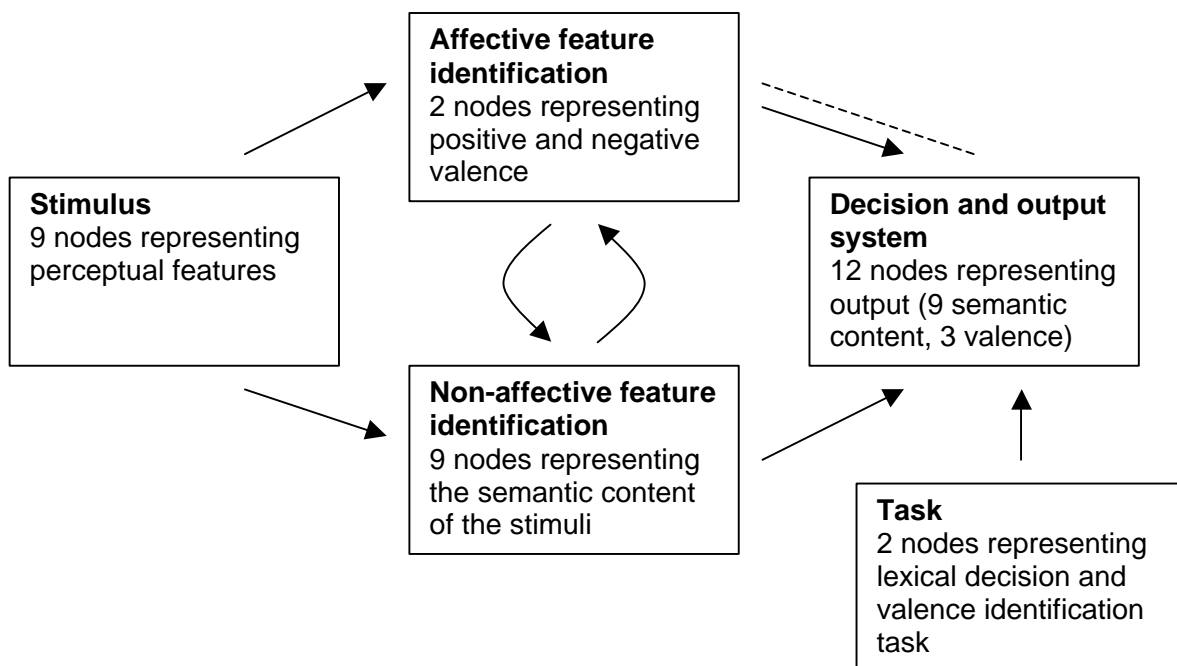 Affective feature
identification
2 nodes representing
positive and negative
valence
Stimulus
9 nodes representing
perceptual features
Decision and output
system
12 nodes representing
output (9 semantic
content, 3 valence)
Non-affective feature
identification
9 nodes representing
the semantic content
of the stimuli
Task
2 nodes representing
lexical decision and
valence identification
task